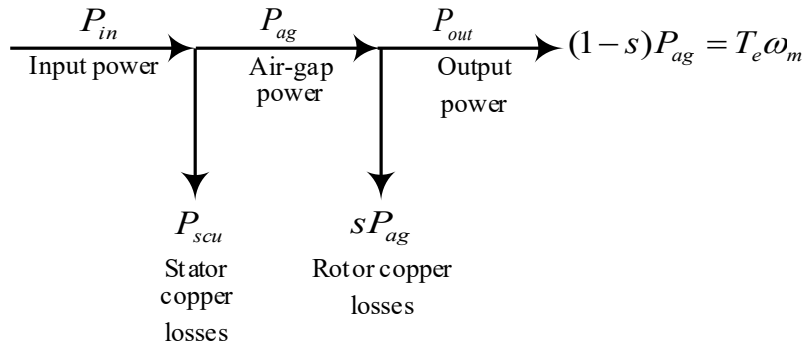 P_in
P_ag
P_out
(1-s)P_ag = T_e ω_m
Input power
Air-gap
power
Output
power
P_scu
Stator
copper
losses
sP_ag
Rotor copper
losses